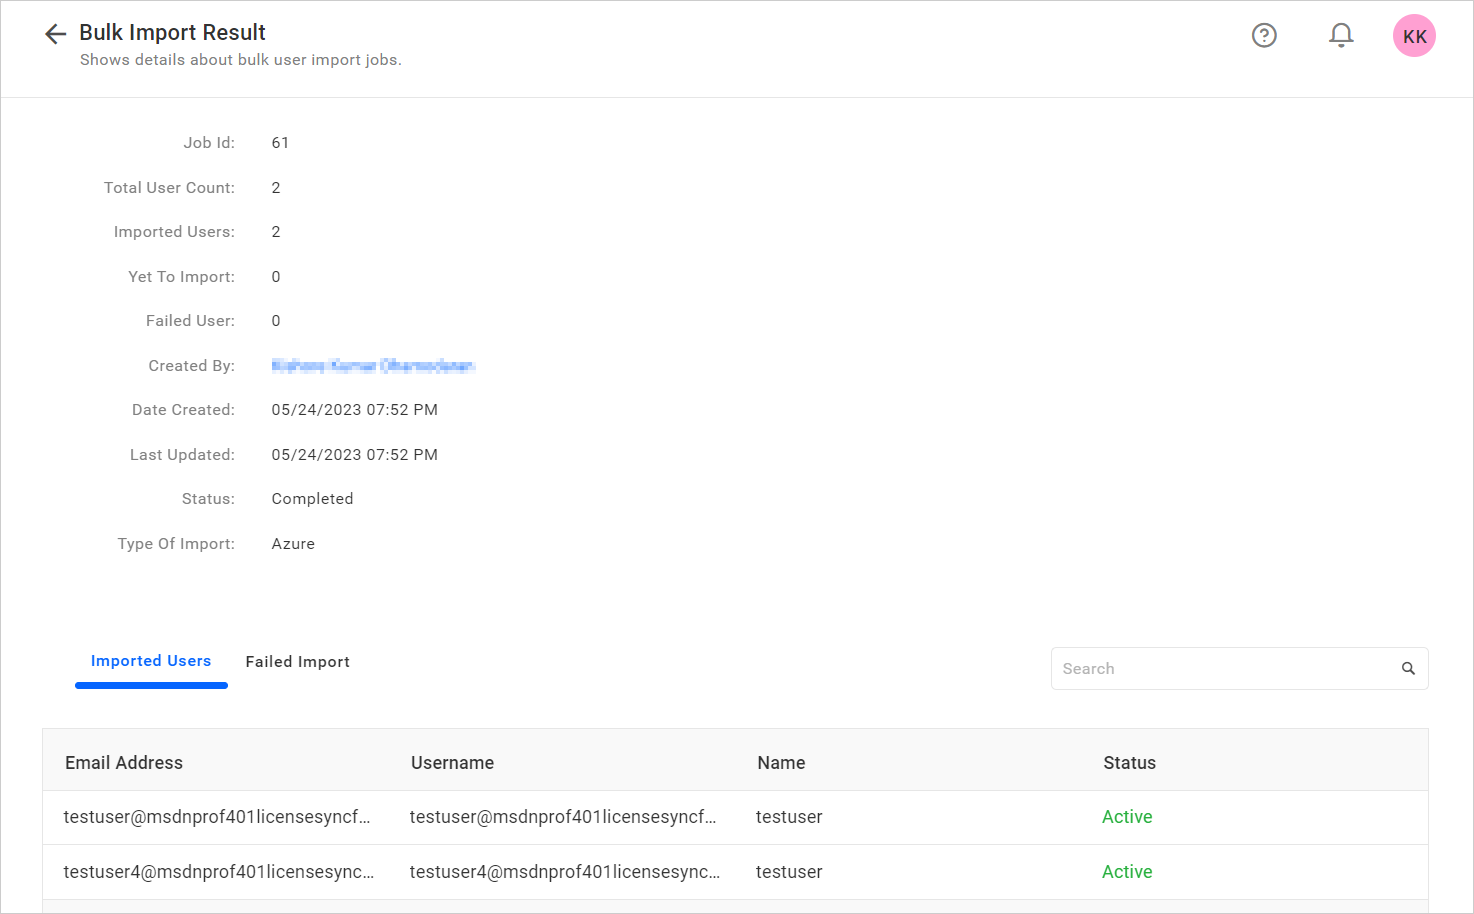 Bulk Import Result
Shows details about bulk user import jobs.
KK
Job Id: 61
Total User Count: 2
Imported Users: 2
Yet To Import: 0
Failed User: 0
Created By:
Date Created: 05/24/2023 07:52 PM
Last Updated: 05/24/2023 07:52 PM
Status: Completed
Type Of Import: Azure
Imported Users Failed Import Search
Email Address Username Name Status
testuser@msdnprof401licensesyncf... testuser@msdnprof401licensesyncf... testuser Active
testuser4@msdnprof401licensesync... testuser4@msdnprof401licensesync... testuser Active